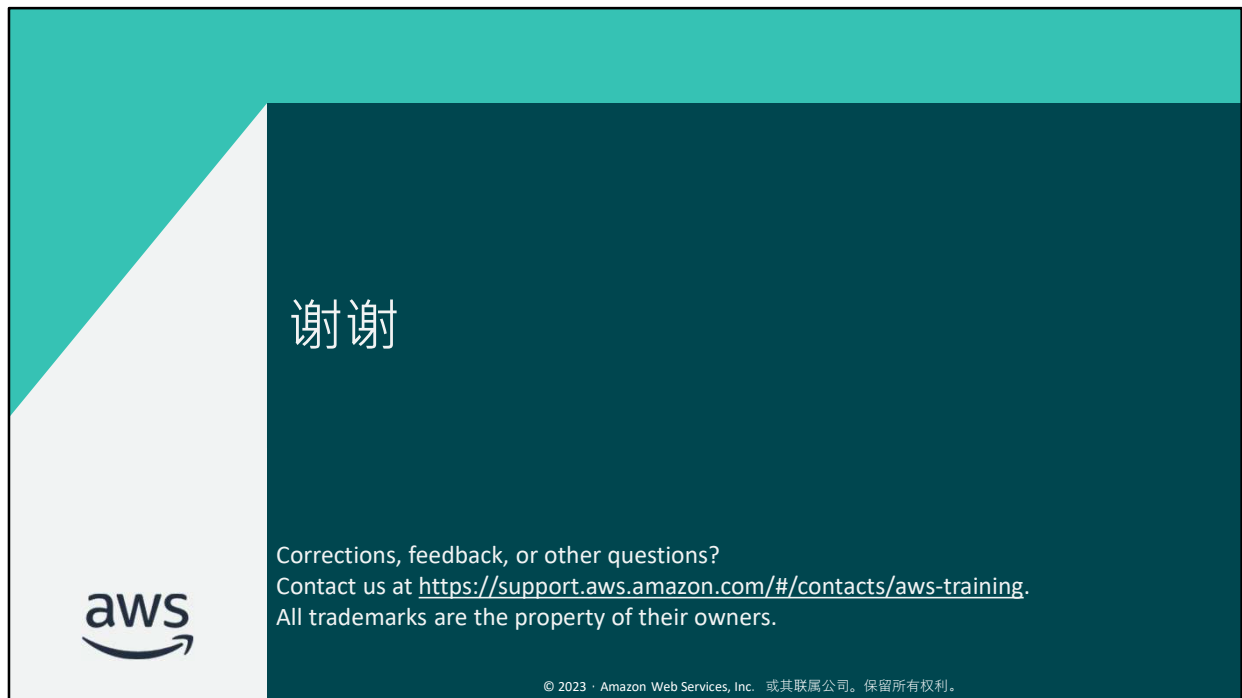 谢谢
Corrections, feedback, or other questions?
Contact us at https://support.aws.amazon.com/#/contacts/aws-training.
All trademarks are the property of their owners.
aws
© 2023 · Amazon Web Services, Inc. 或其联属公司。保留所有权利。